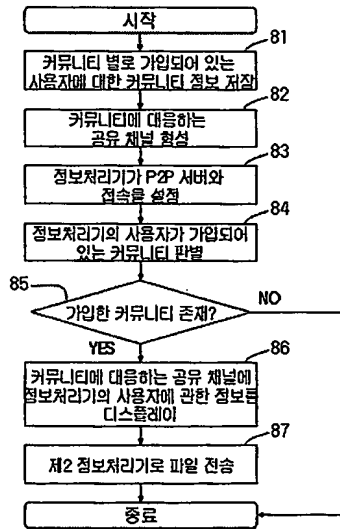 시작
81
커뮤니티 별로 가입되어 있는
사용자에 대한 커뮤니티 정보 저장
82
커뮤니티에 대응하는
공유 채널 형성
83
정보처리기가 P2P 서버와
접속을 설정
84
정보처리기의 사용자가 가입되어
있는 커뮤니티 판별
85
가입한 커뮤니티 존재?
NO
YES
86
커뮤니티에 대응하는 공유 채널에
정보처리기의 사용자에 관한 정보를
디스플레이
87
제2 정보처리기로 파일 전송
종료